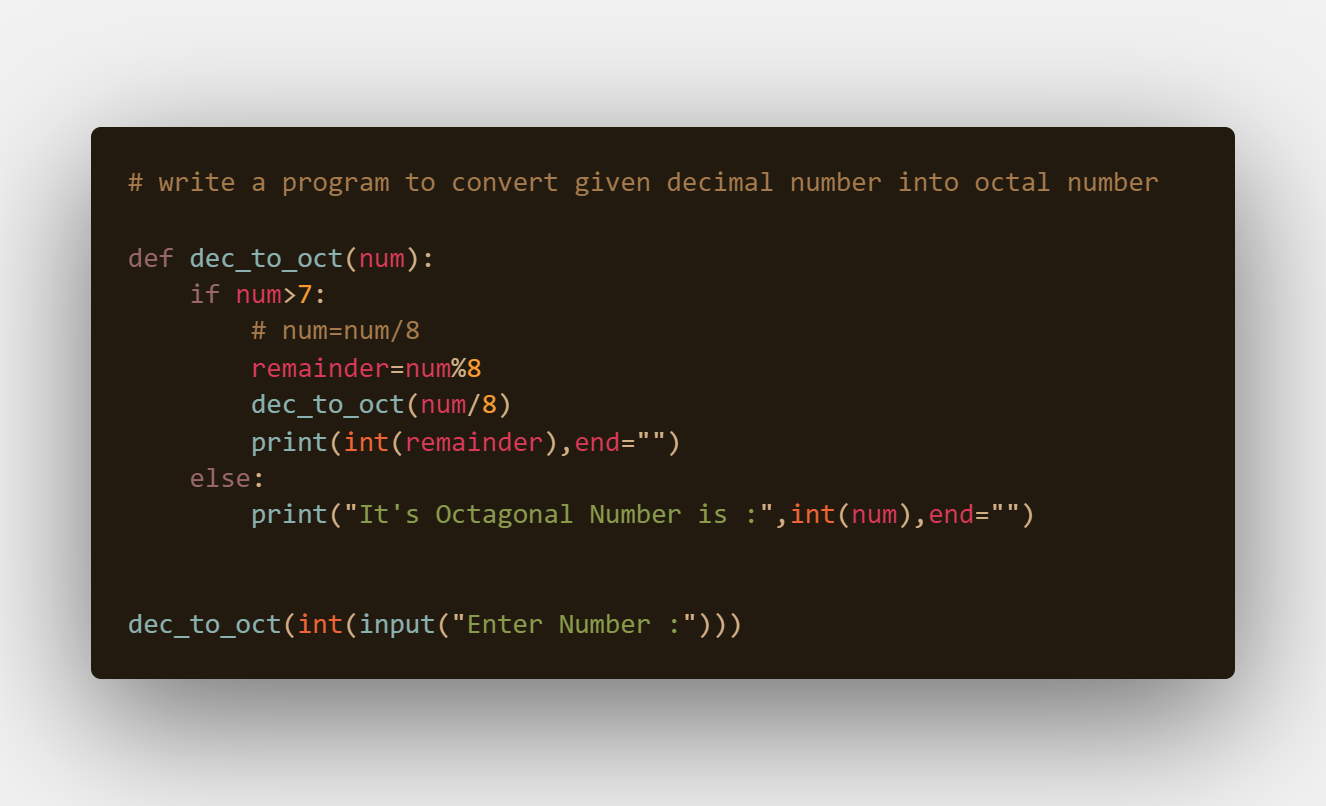 # write a program to convert given decimal number into octal number
def dec_to_oct(num):
    if num>7:
        # num=num/8
        remainder=num%8
        dec_to_oct(num/8)
        print(int(remainder),end="")
    else:
        print("It's Octagonal Number is :",int(num),end="")
dec_to_oct(int(input("Enter Number :")))